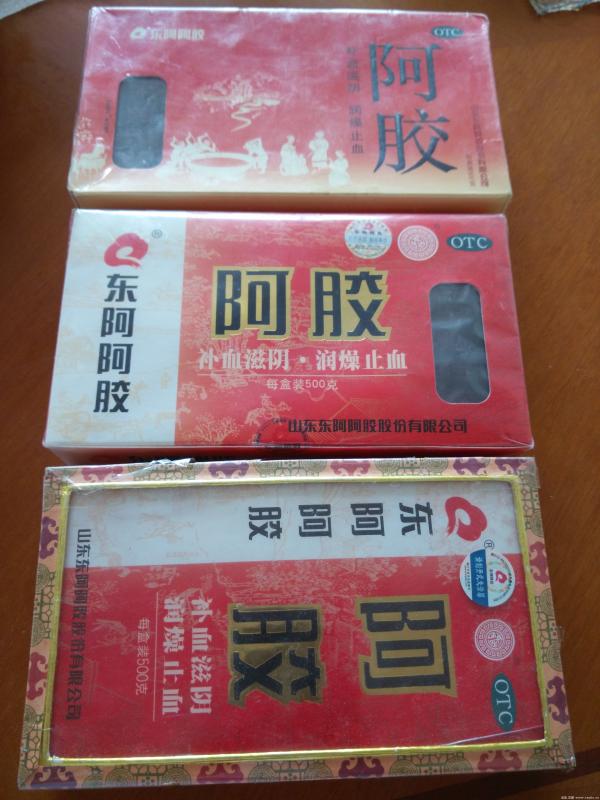 东阿阿胶
OTC
阿胶
补血滋阴 润燥止血
东阿阿胶
®
阿胶
OTC
补血滋阴·润燥止血
每盒装500克
山东东阿阿胶股份有限公司
东阿阿胶
®
阿胶
OTC
补血滋阴
润燥止血
每盒装500克
山东东阿阿胶股份有限公司